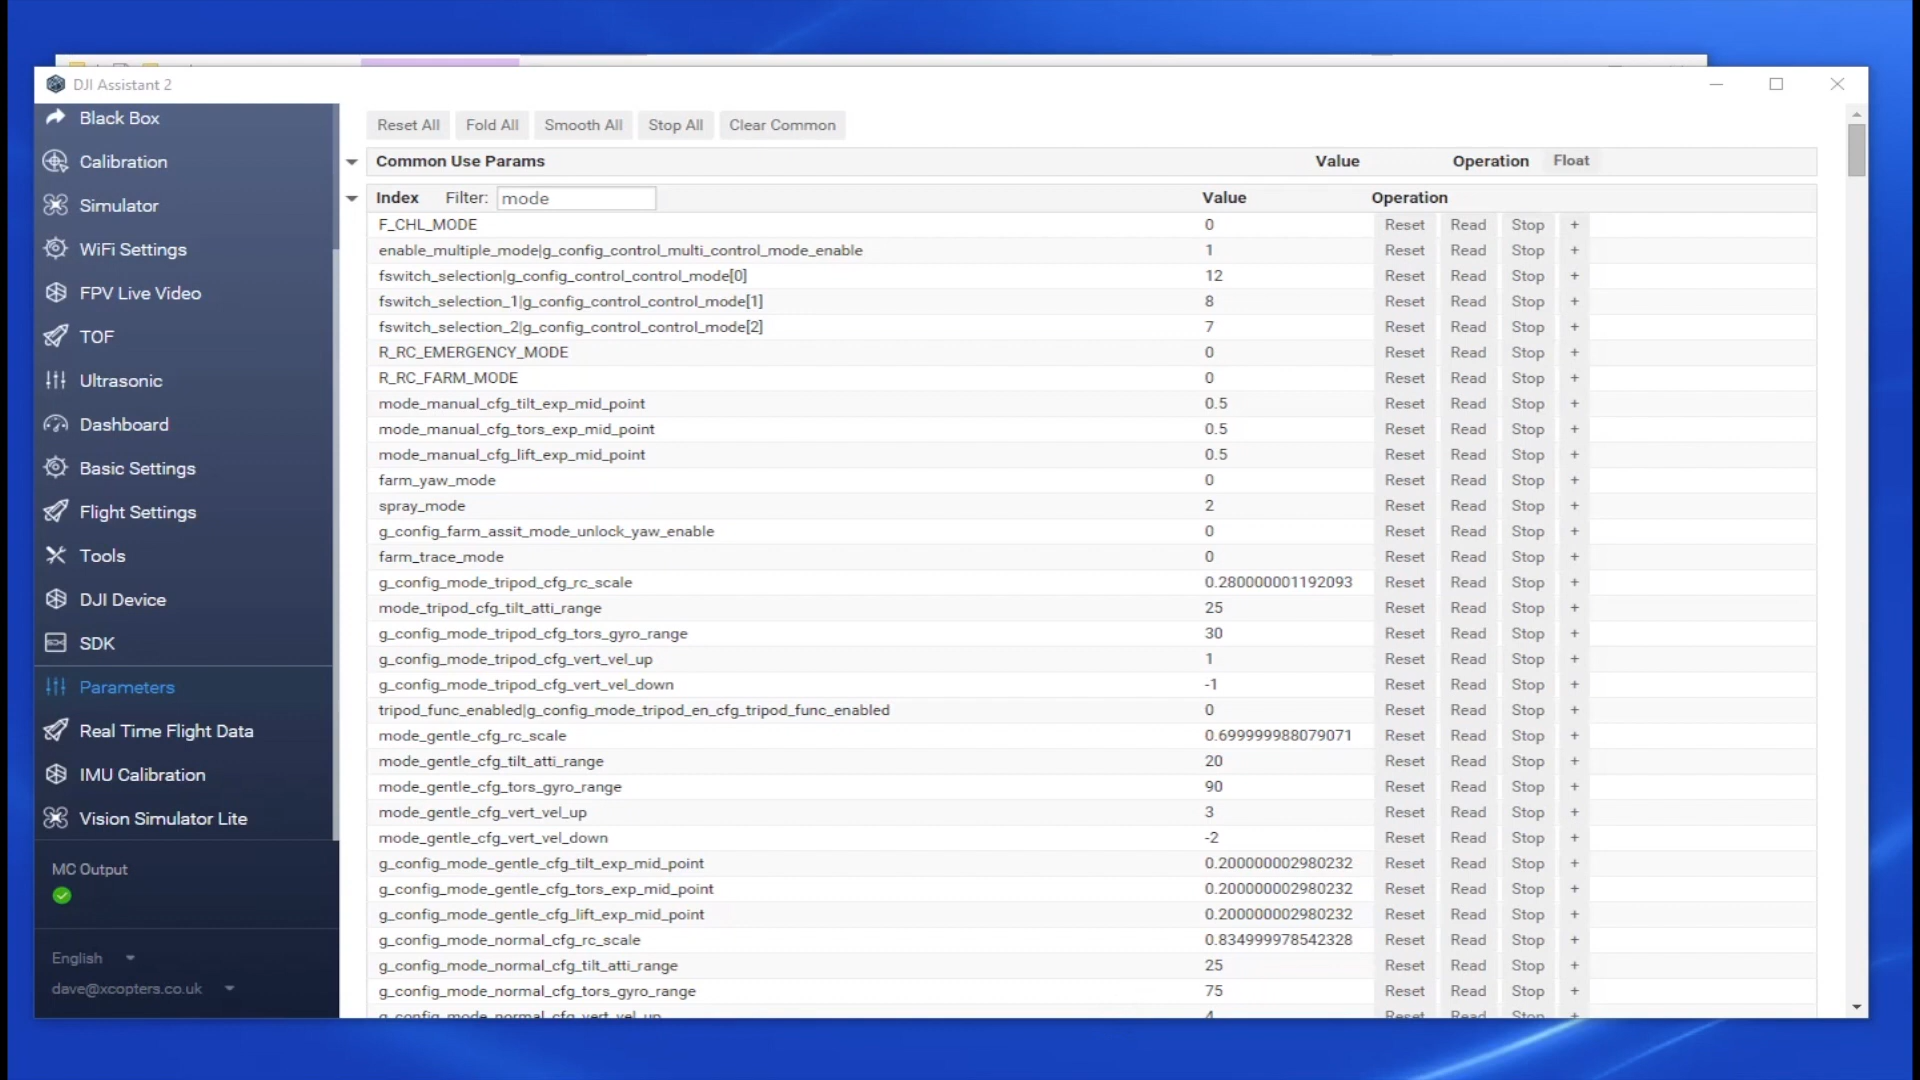 DJI Assistant 2
Black Box
Calibration
Simulator
WiFi Settings
FPV Live Video
TOF
Ultrasonic
Dashboard
Basic Settings
Flight Settings
Tools
DJI Device
SDK
Parameters
Real Time Flight Data
IMU Calibration
Vision Simulator Lite
MC Output
English
dave@xcopters.co.uk
Reset All Fold All Smooth All Stop All Clear Common
Common Use Params Value Operation Float
Index Filter: mode Value Operation
F_CHL_MODE 0 Reset Read Stop +
enable_multiple_mode|g_config_control_multi_control_mode_enable 1 Reset Read Stop +
fswitch_selection|g_config_control_control_mode[0] 12 Reset Read Stop +
fswitch_selection_1|g_config_control_control_mode[1] 8 Reset Read Stop +
fswitch_selection_2|g_config_control_control_mode[2] 7 Reset Read Stop +
R_RC_EMERGENCY_MODE 0 Reset Read Stop +
R_RC_FARM_MODE 0 Reset Read Stop +
mode_manual_cfg_tilt_exp_mid_point 0.5 Reset Read Stop +
mode_manual_cfg_tors_exp_mid_point 0.5 Reset Read Stop +
mode_manual_cfg_lift_exp_mid_point 0.5 Reset Read Stop +
farm_yaw_mode 0 Reset Read Stop +
spray_mode 2 Reset Read Stop +
g_config_farm_assit_mode_unlock_yaw_enable 0 Reset Read Stop +
farm_trace_mode 0 Reset Read Stop +
g_config_mode_tripod_cfg_rc_scale 0.280000001192093 Reset Read Stop +
mode_tripod_cfg_tilt_atti_range 25 Reset Read Stop +
g_config_mode_tripod_cfg_tors_gyro_range 30 Reset Read Stop +
g_config_mode_tripod_cfg_vert_vel_up 1 Reset Read Stop +
g_config_mode_tripod_cfg_vert_vel_down -1 Reset Read Stop +
tripod_func_enabled|g_config_mode_tripod_en_cfg_tripod_func_enabled 0 Reset Read Stop +
mode_gentle_cfg_rc_scale 0.699999988079071 Reset Read Stop +
mode_gentle_cfg_tilt_atti_range 20 Reset Read Stop +
mode_gentle_cfg_tors_gyro_range 90 Reset Read Stop +
mode_gentle_cfg_vert_vel_up 3 Reset Read Stop +
mode_gentle_cfg_vert_vel_down -2 Reset Read Stop +
g_config_mode_gentle_cfg_tilt_exp_mid_point 0.200000002980232 Reset Read Stop +
g_config_mode_gentle_cfg_tors_exp_mid_point 0.200000002980232 Reset Read Stop +
g_config_mode_gentle_cfg_lift_exp_mid_point 0.200000002980232 Reset Read Stop +
g_config_mode_normal_cfg_rc_scale 0.834999978542328 Reset Read Stop +
g_config_mode_normal_cfg_tilt_atti_range 25 Reset Read Stop +
g_config_mode_normal_cfg_tors_gyro_range 75 Reset Read Stop +
g_config_mode_normal_cfg_vert_vel_up 4 Reset Read Stop +